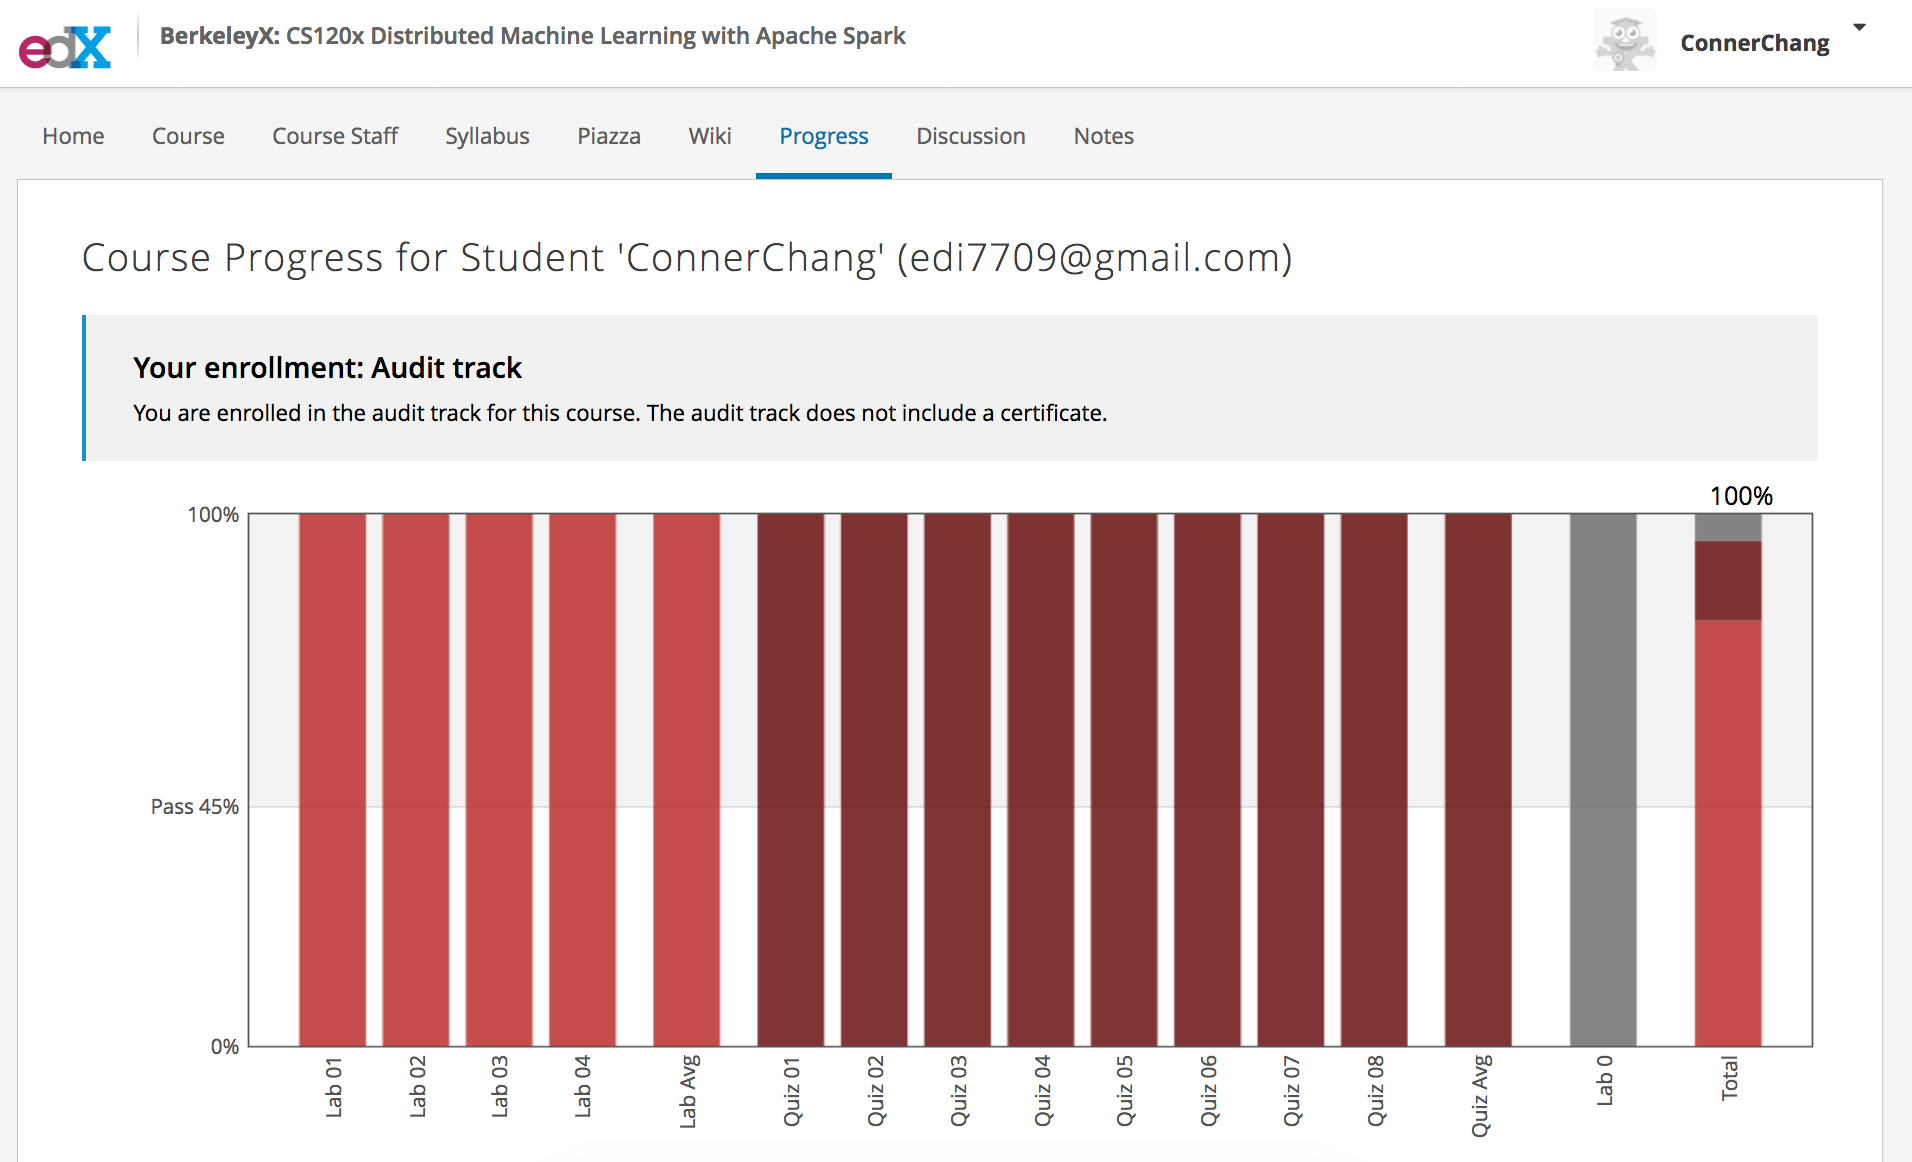 edX
BerkeleyX: CS120x Distributed Machine Learning with Apache Spark
ConnerChang
Home Course Course Staff Syllabus Piazza Wiki Progress Discussion Notes
Course Progress for Student 'ConnerChang' (edi7709@gmail.com)
Your enrollment: Audit track
You are enrolled in the audit track for this course. The audit track does not include a certificate.
100%
100%
Pass 45%
0%
Lab 01
Lab 02
Lab 03
Lab 04
Lab Avg
Quiz 01
Quiz 02
Quiz 03
Quiz 04
Quiz 05
Quiz 06
Quiz 07
Quiz 08
Quiz Avg
Lab 0
Total